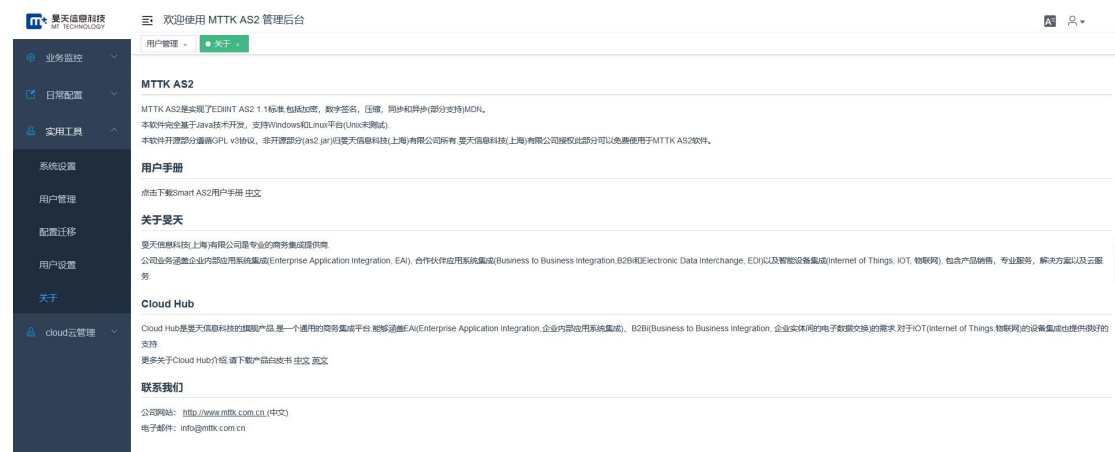 旻天信息科技
MT TECHNOLOGY
欢迎使用 MTTK AS2 管理后台
用户管理 ×
关于 ×
业务监控
日常配置
实用工具
系统设置
用户管理
配置迁移
用户设置
关于
cloud云管理
MTTK AS2
MTTK AS2是实现了EDIINT AS2 1.1标准,包括加密，数字签名，压缩，同步和异步(部分支持)MDN。
本软件完全基于Java技术开发，支持Windows和Linux平台(Unix未测试).
本软件开源部分遵循GPL v3协议，非开源部分(as2.jar)归旻天信息科技(上海)有限公司所有.旻天信息科技(上海)有限公司授权此部分可以免费使用于MTTK AS2软件。
用户手册
点击下载Smart AS2用户手册 中文
关于旻天
旻天信息科技(上海)有限公司是专业的商务集成提供商.
公司业务涵盖企业内部应用系统集成(Enterprise Application Integration, EAI), 合作伙伴应用系统集成(Business to Business Integration,B2Bi和Electronic Data Interchange, EDI)以及智能设备集成(Internet of Things, IOT, 物联网), 包含产品销售，专业服务，解决方案以及云服
务.
Cloud Hub
Cloud Hub是旻天信息科技的旗舰产品,是一个通用的商务集成平台,能够涵盖EAI(Enterprise Application Integration,企业内部应用系统集成)、B2Bi(Business to Business Integration, 企业实体间的电子数据交换)的需求,对于IOT(Internet of Things,物联网)的设备集成也提供很好的
支持.
更多关于Cloud Hub介绍,请下载产品白皮书 中文 英文
联系我们
公司网站： http://www.mttk.com.cn (中文)
电子邮件：info@mttk.com.cn